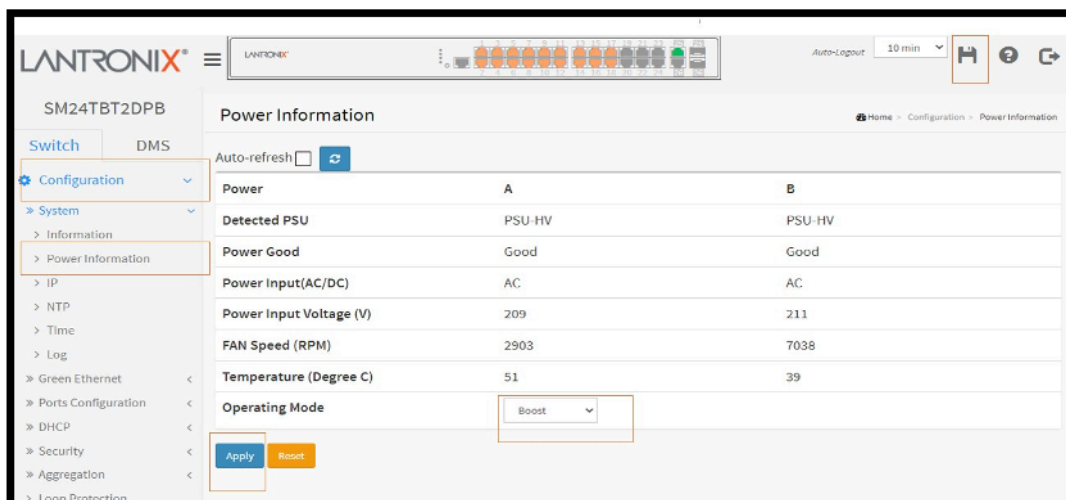 LANTRONIX®
LANTRONIX
Auto-Logout 10 min
SM24TBT2DPB
Switch DMS
Configuration
» System
> Information
> Power Information
> IP
> NTP
> Time
> Log
» Green Ethernet
» Ports Configuration
» DHCP
» Security
» Aggregation
> Loop Protection
Power Information
Home > Configuration > Power Information
Auto-refresh
Power A B
Detected PSU PSU-HV PSU-HV
Power Good Good Good
Power Input(AC/DC) AC AC
Power Input Voltage (V) 209 211
FAN Speed (RPM) 2903 7038
Temperature (Degree C) 51 39
Operating Mode Boost
Apply Reset